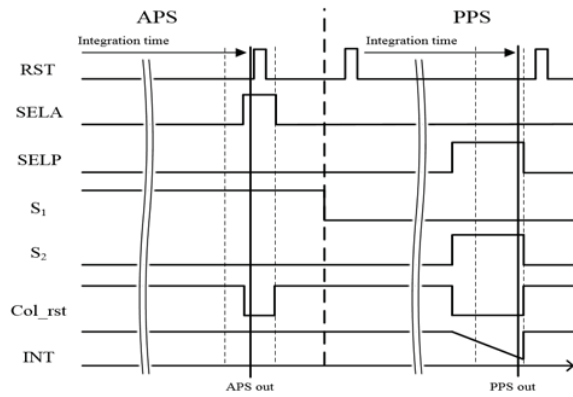 APS PPS
Integration time Integration time
RST
SELA
SELP
S₁
S₂
Col_rst
INT
APS out PPS out